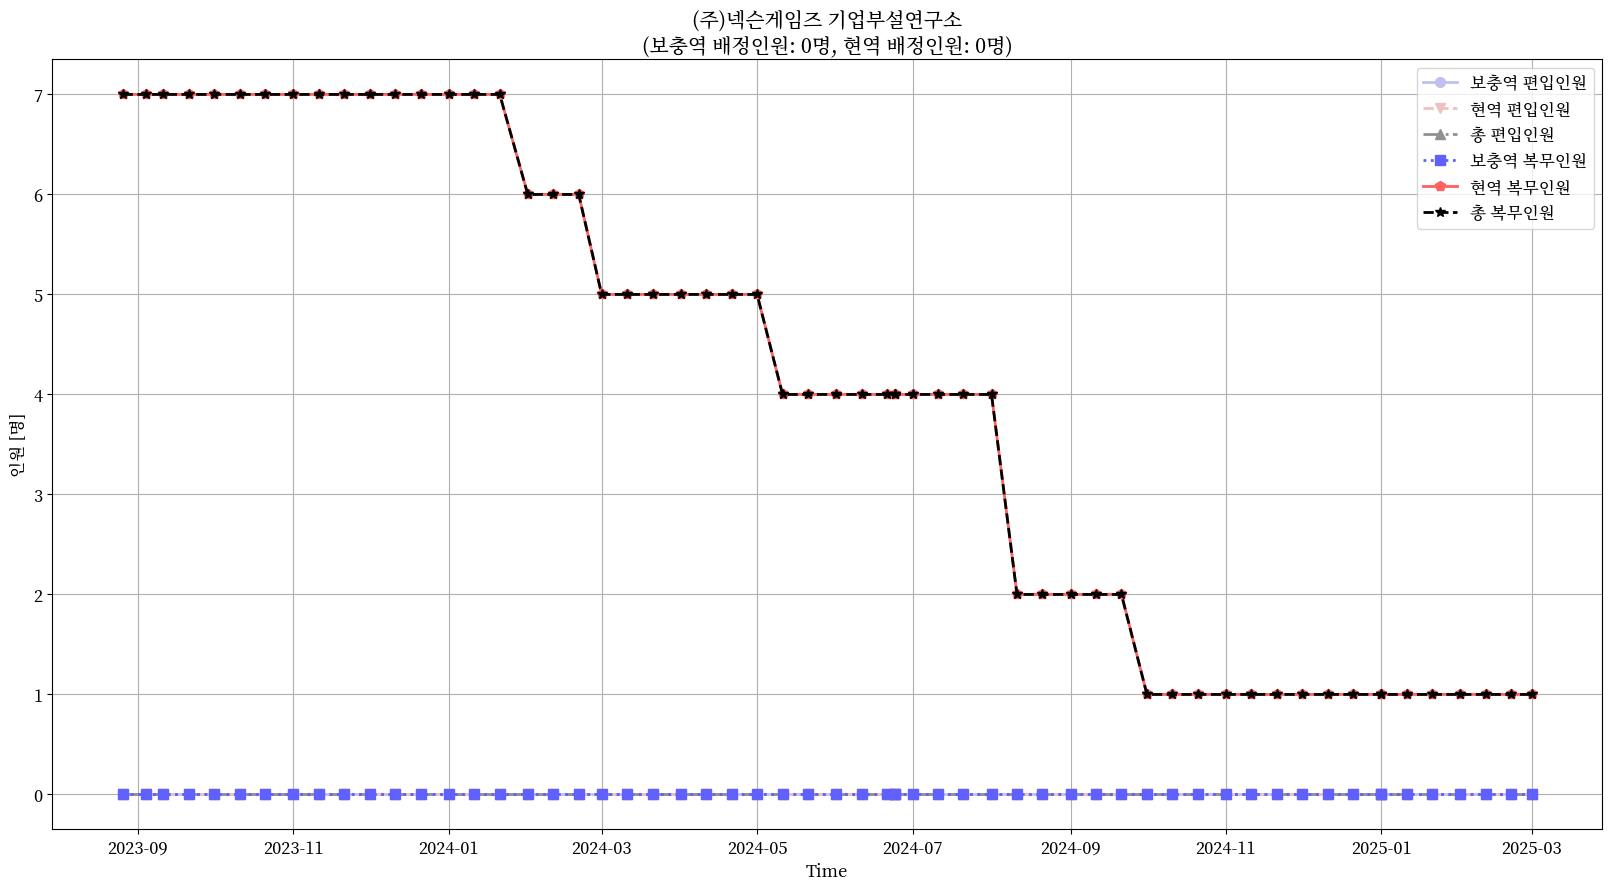 (주)넥슨게임즈 기업부설연구소
(보충역 배정인원: 0명, 현역 배정인원: 0명)
보충역 편입인원
현역 편입인원
총 편입인원
보충역 복무인원
현역 복무인원
총 복무인원
7
6
5
4
3
2
1
0
인원 [명]
2023-09
2023-11
2024-01
2024-03
2024-05
2024-07
2024-09
2024-11
2025-01
2025-03
Time